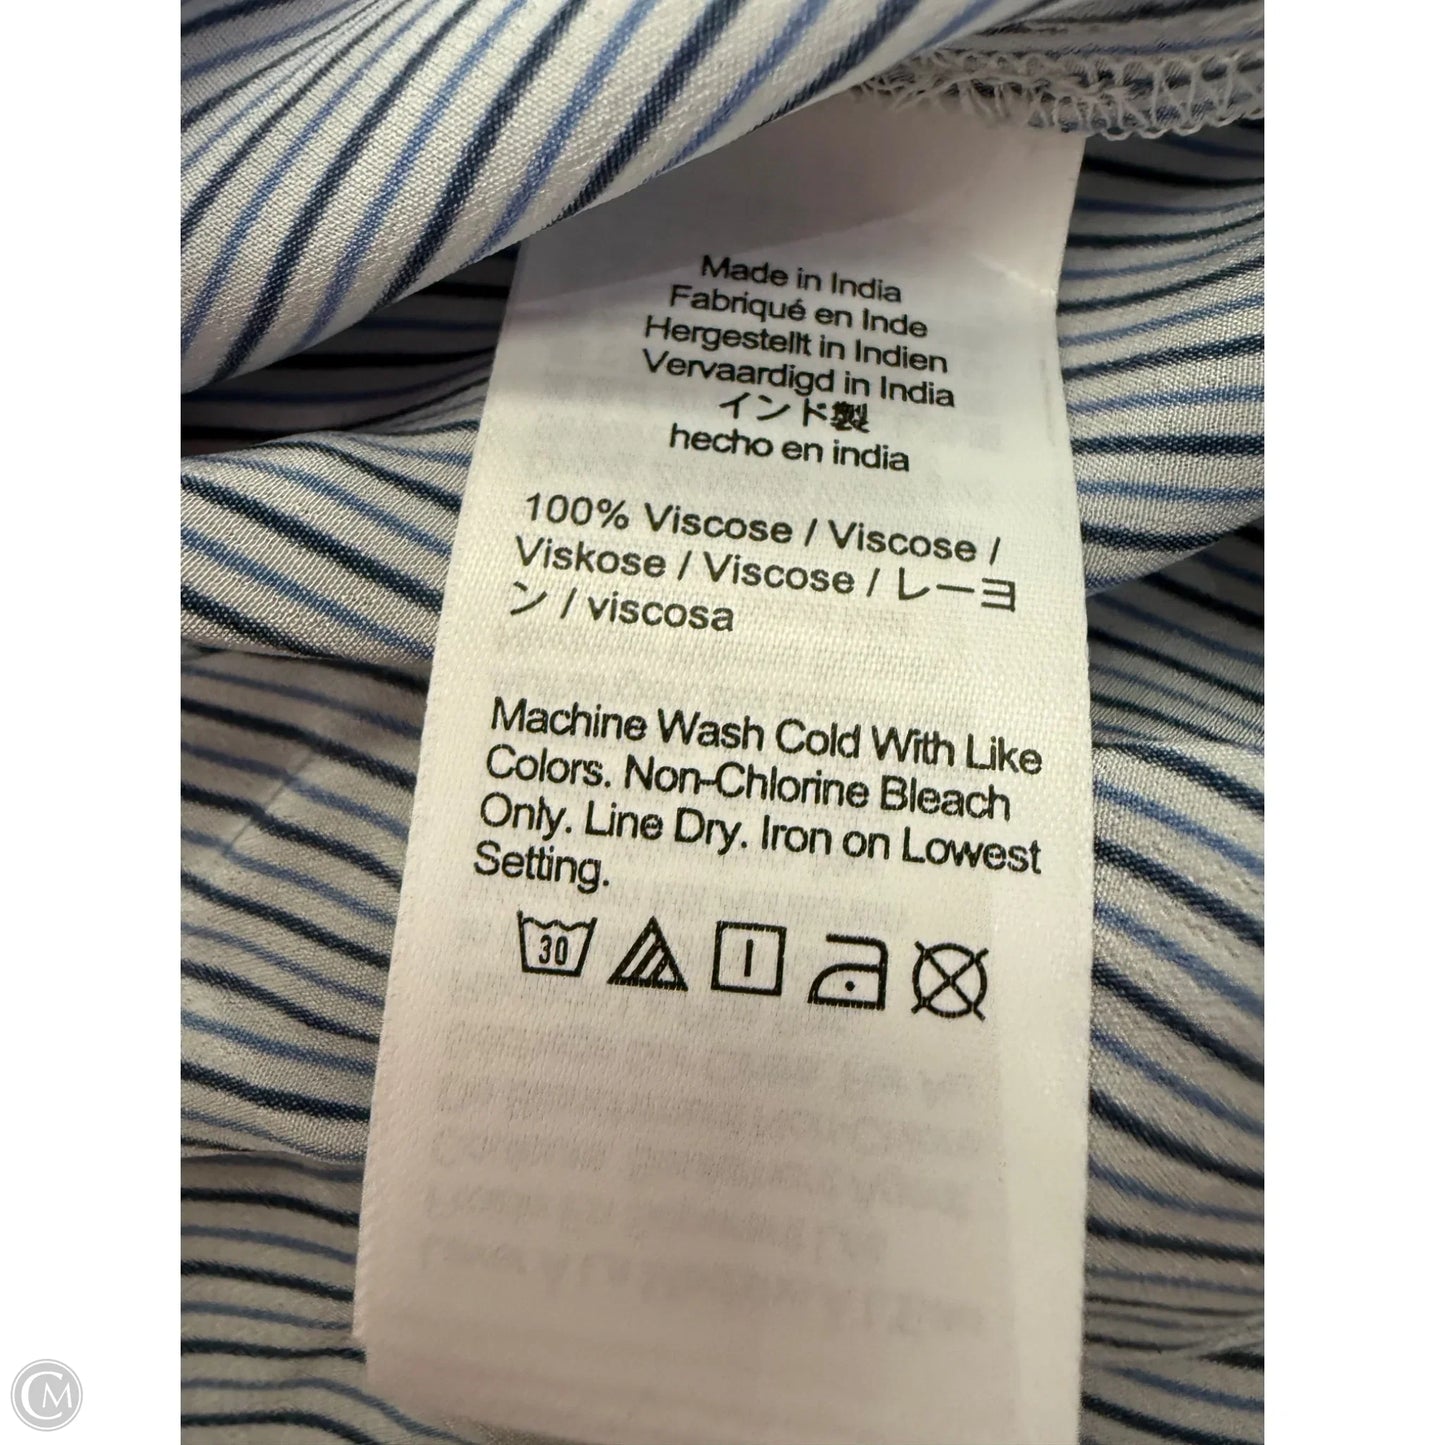 Made in India
Fabriqué en Inde
Hergestellt in Indien
Vervaardigd in India
インド製
hecho en india
100% Viscose / Viscose /
Viskose / Viscose / レーヨ
ン / viscosa
Machine Wash Cold With Like
Colors. Non-Chlorine Bleach
Only. Line Dry. Iron on Lowest
Setting.
30
CM